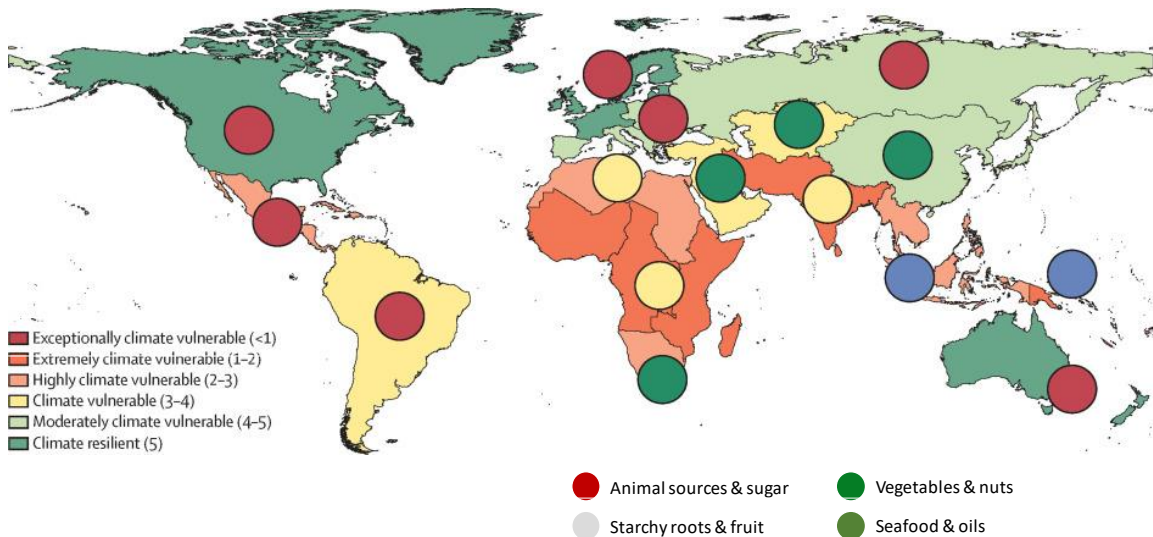 Exceptionally climate vulnerable (<1)
Extremely climate vulnerable (1–2)
Highly climate vulnerable (2–3)
Climate vulnerable (3–4)
Moderately climate vulnerable (4–5)
Climate resilient (5)
Animal sources & sugar
Vegetables & nuts
Starchy roots & fruit
Seafood & oils